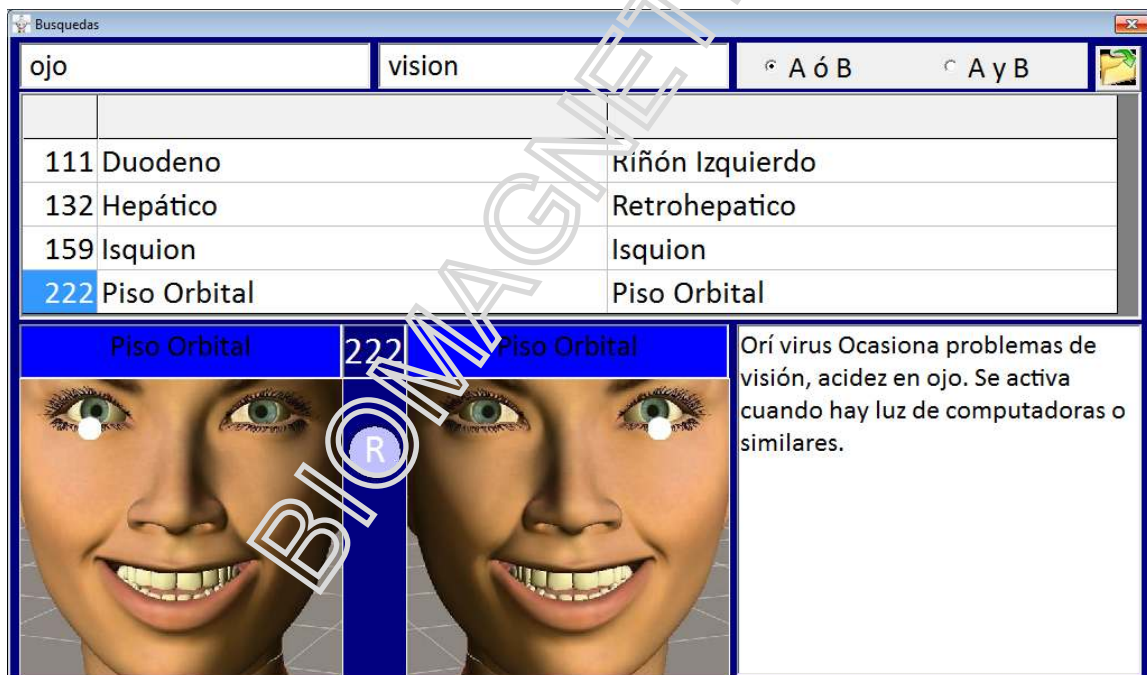 Busquedas
ojo vision A ó B A y B
111 Duodeno Riñón Izquierdo
132 Hepático Retrohepatico
159 Isquion Isquion
222 Piso Orbital Piso Orbital
Piso Orbital 222 Piso Orbital
Orí virus Ocasiona problemas de
visión, acidez en ojo. Se activa
cuando hay luz de computadoras o
similares.
R
BIOMAGNET